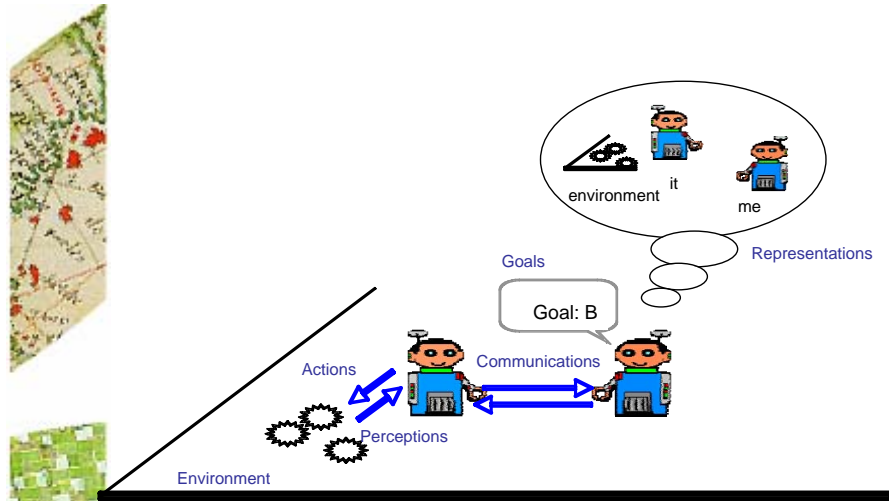 environment
it
me
Representations
Goals
Goal: B
Actions
Communications
Perceptions
Environment